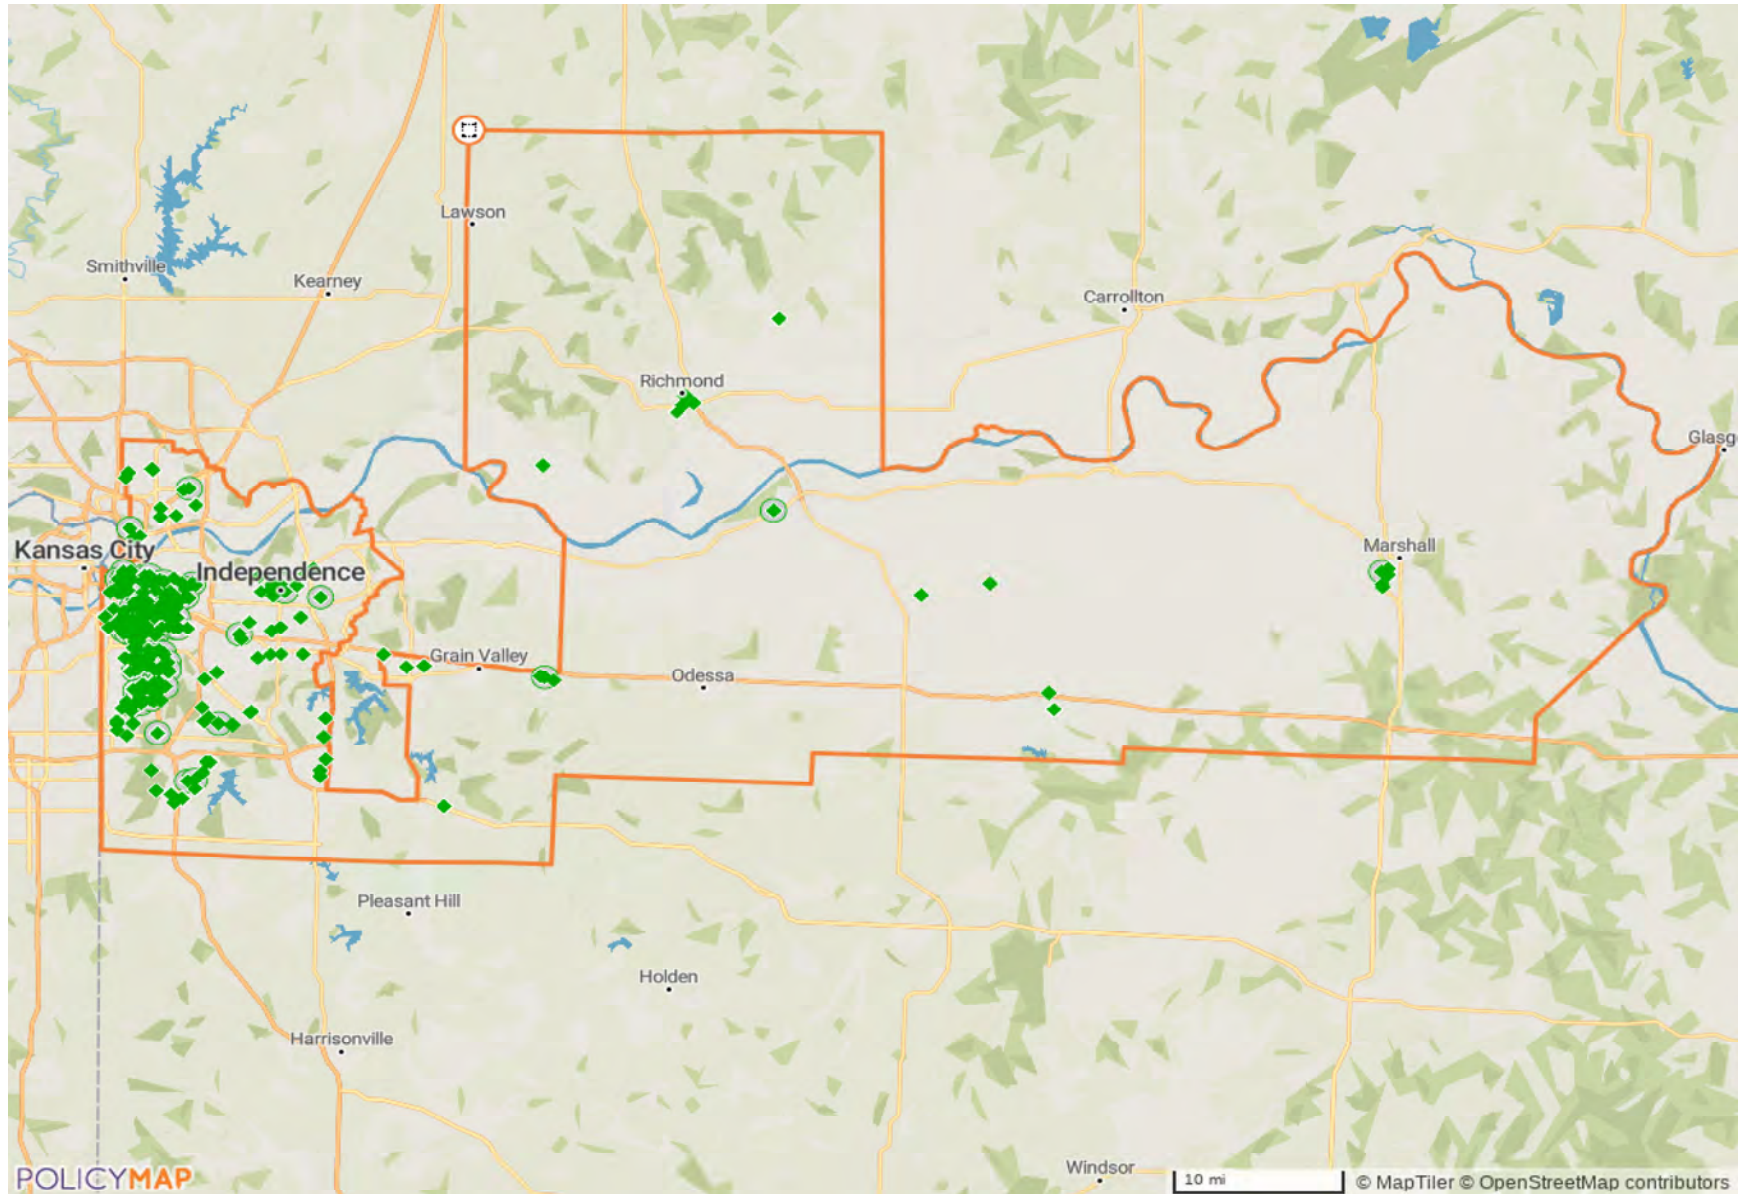 Lawson
Smithville
Kearney
Carrollton
Richmond
Glasg
Kansas City
Marshall
Independence
Grain Valley
Odessa
Pleasant Hill
Holden
Harrisonville
Windsor
POLICYMAP
10 mi
© MapTiler © OpenStreetMap contributors